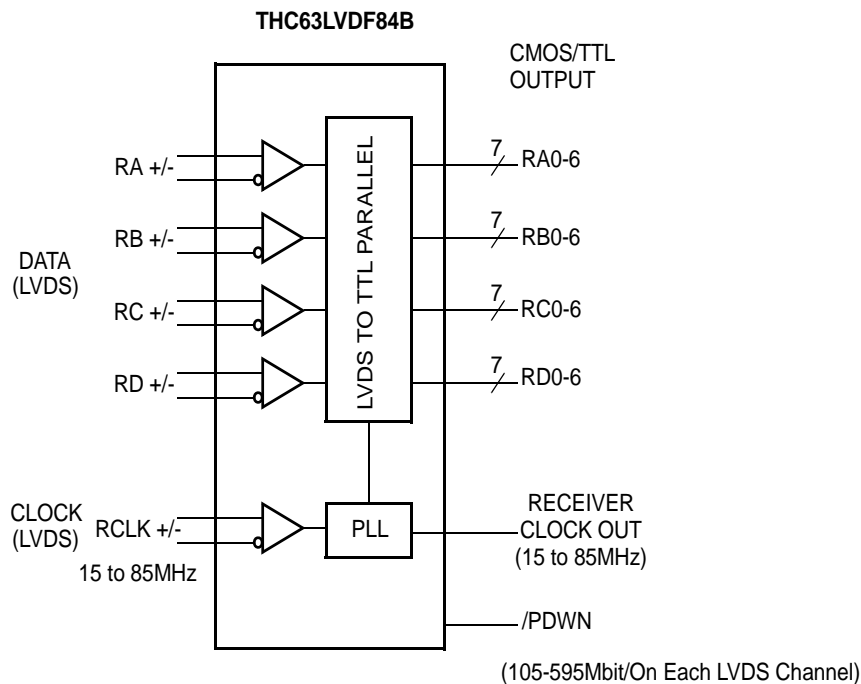 THC63LVDF84B
CMOS/TTL
OUTPUT
DATA
(LVDS)
RA +/-
RB +/-
RC +/-
RD +/-
LVDS TO TTL PARALLEL
7
RA0-6
7
RB0-6
7
RC0-6
7
RD0-6
CLOCK
(LVDS)
RCLK +/-
15 to 85MHz
PLL
RECEIVER
CLOCK OUT
(15 to 85MHz)
/PDWN
(105-595Mbit/On Each LVDS Channel)